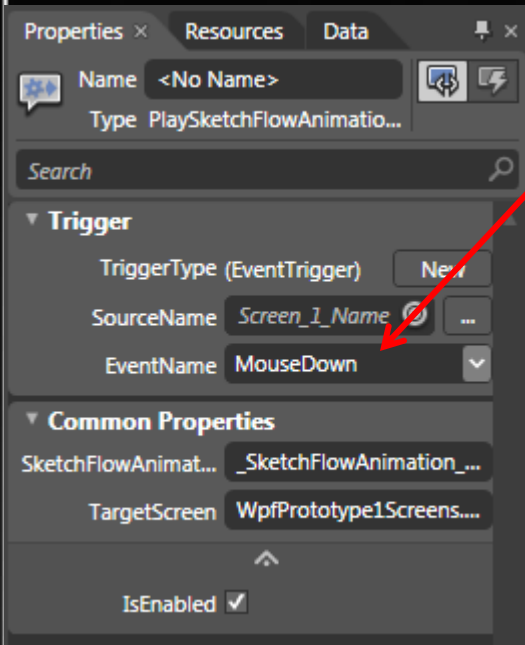 Properties × Resources Data
Name <No Name>
Type PlaySketchFlowAnimatio...
Search
Trigger
TriggerType (EventTrigger) New
SourceName Screen_1_Name ...
EventName MouseDown
Common Properties
SketchFlowAnimat... _SketchFlowAnimation_...
TargetScreen WpfPrototype1Screens....
IsEnabled